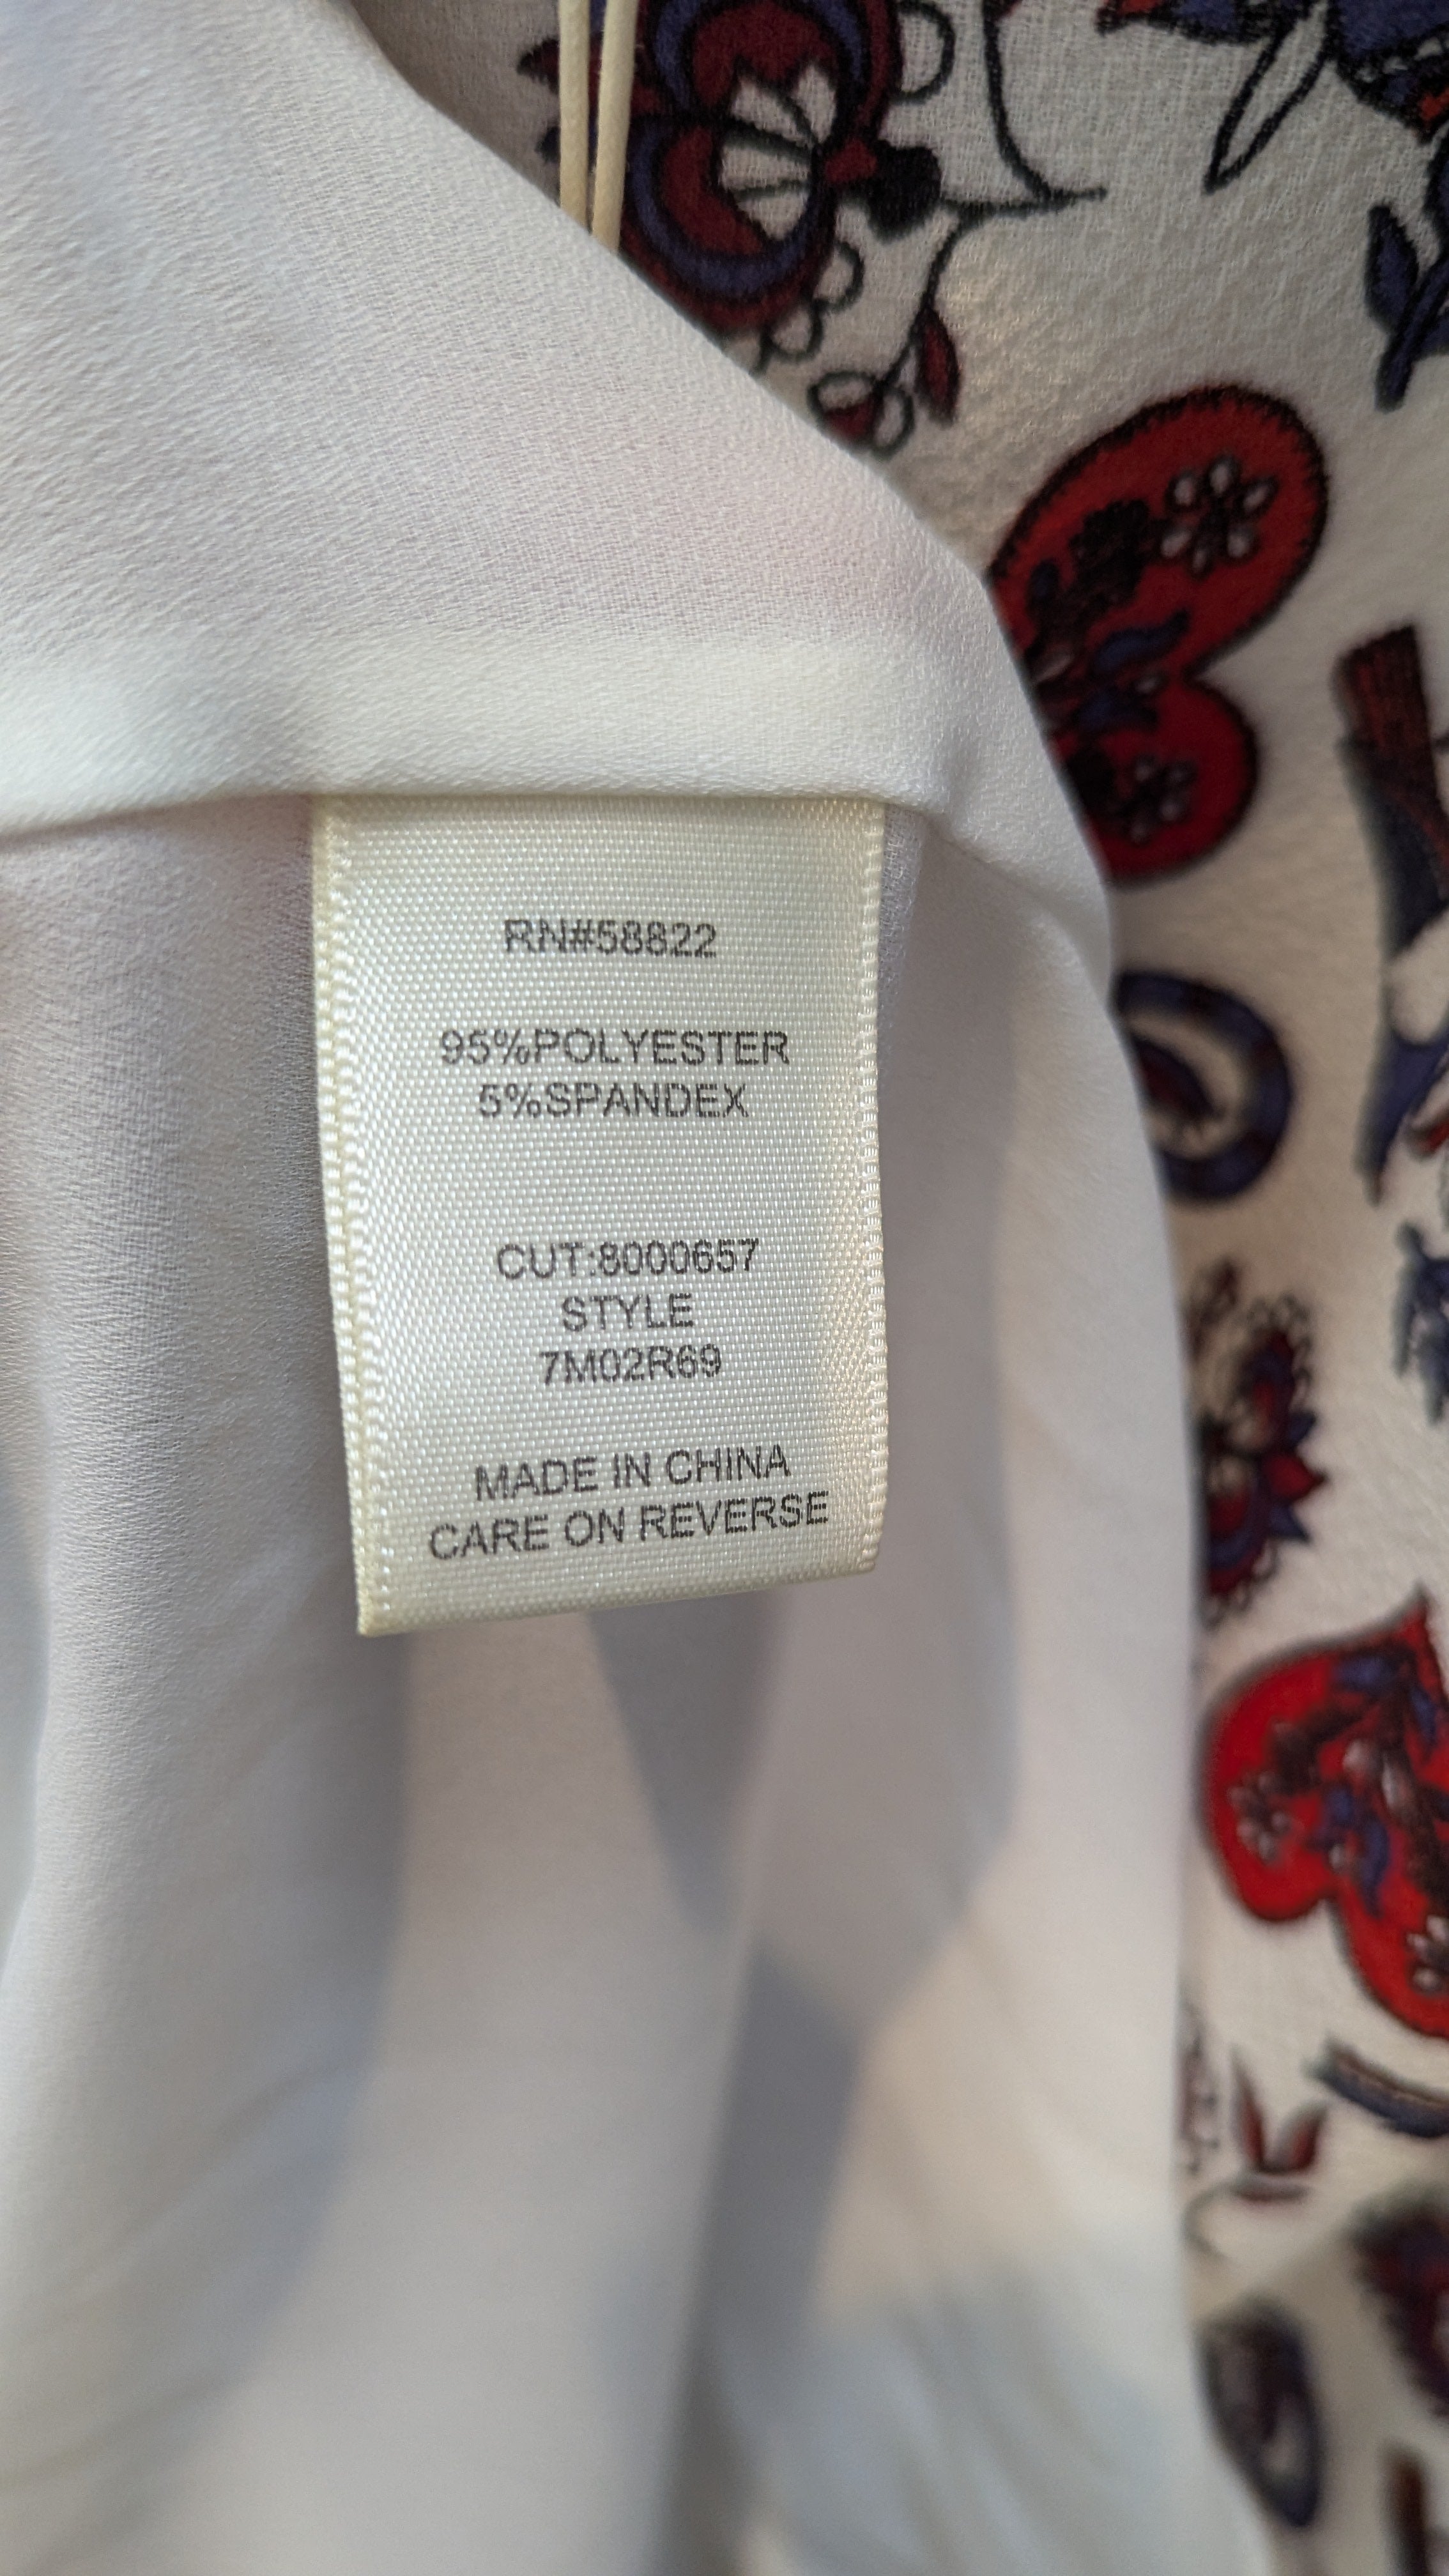 RN#58822
95%POLYESTER
5%SPANDEX
CUT:8000657
STYLE
7M02R69
MADE IN CHINA
CARE ON REVERSE